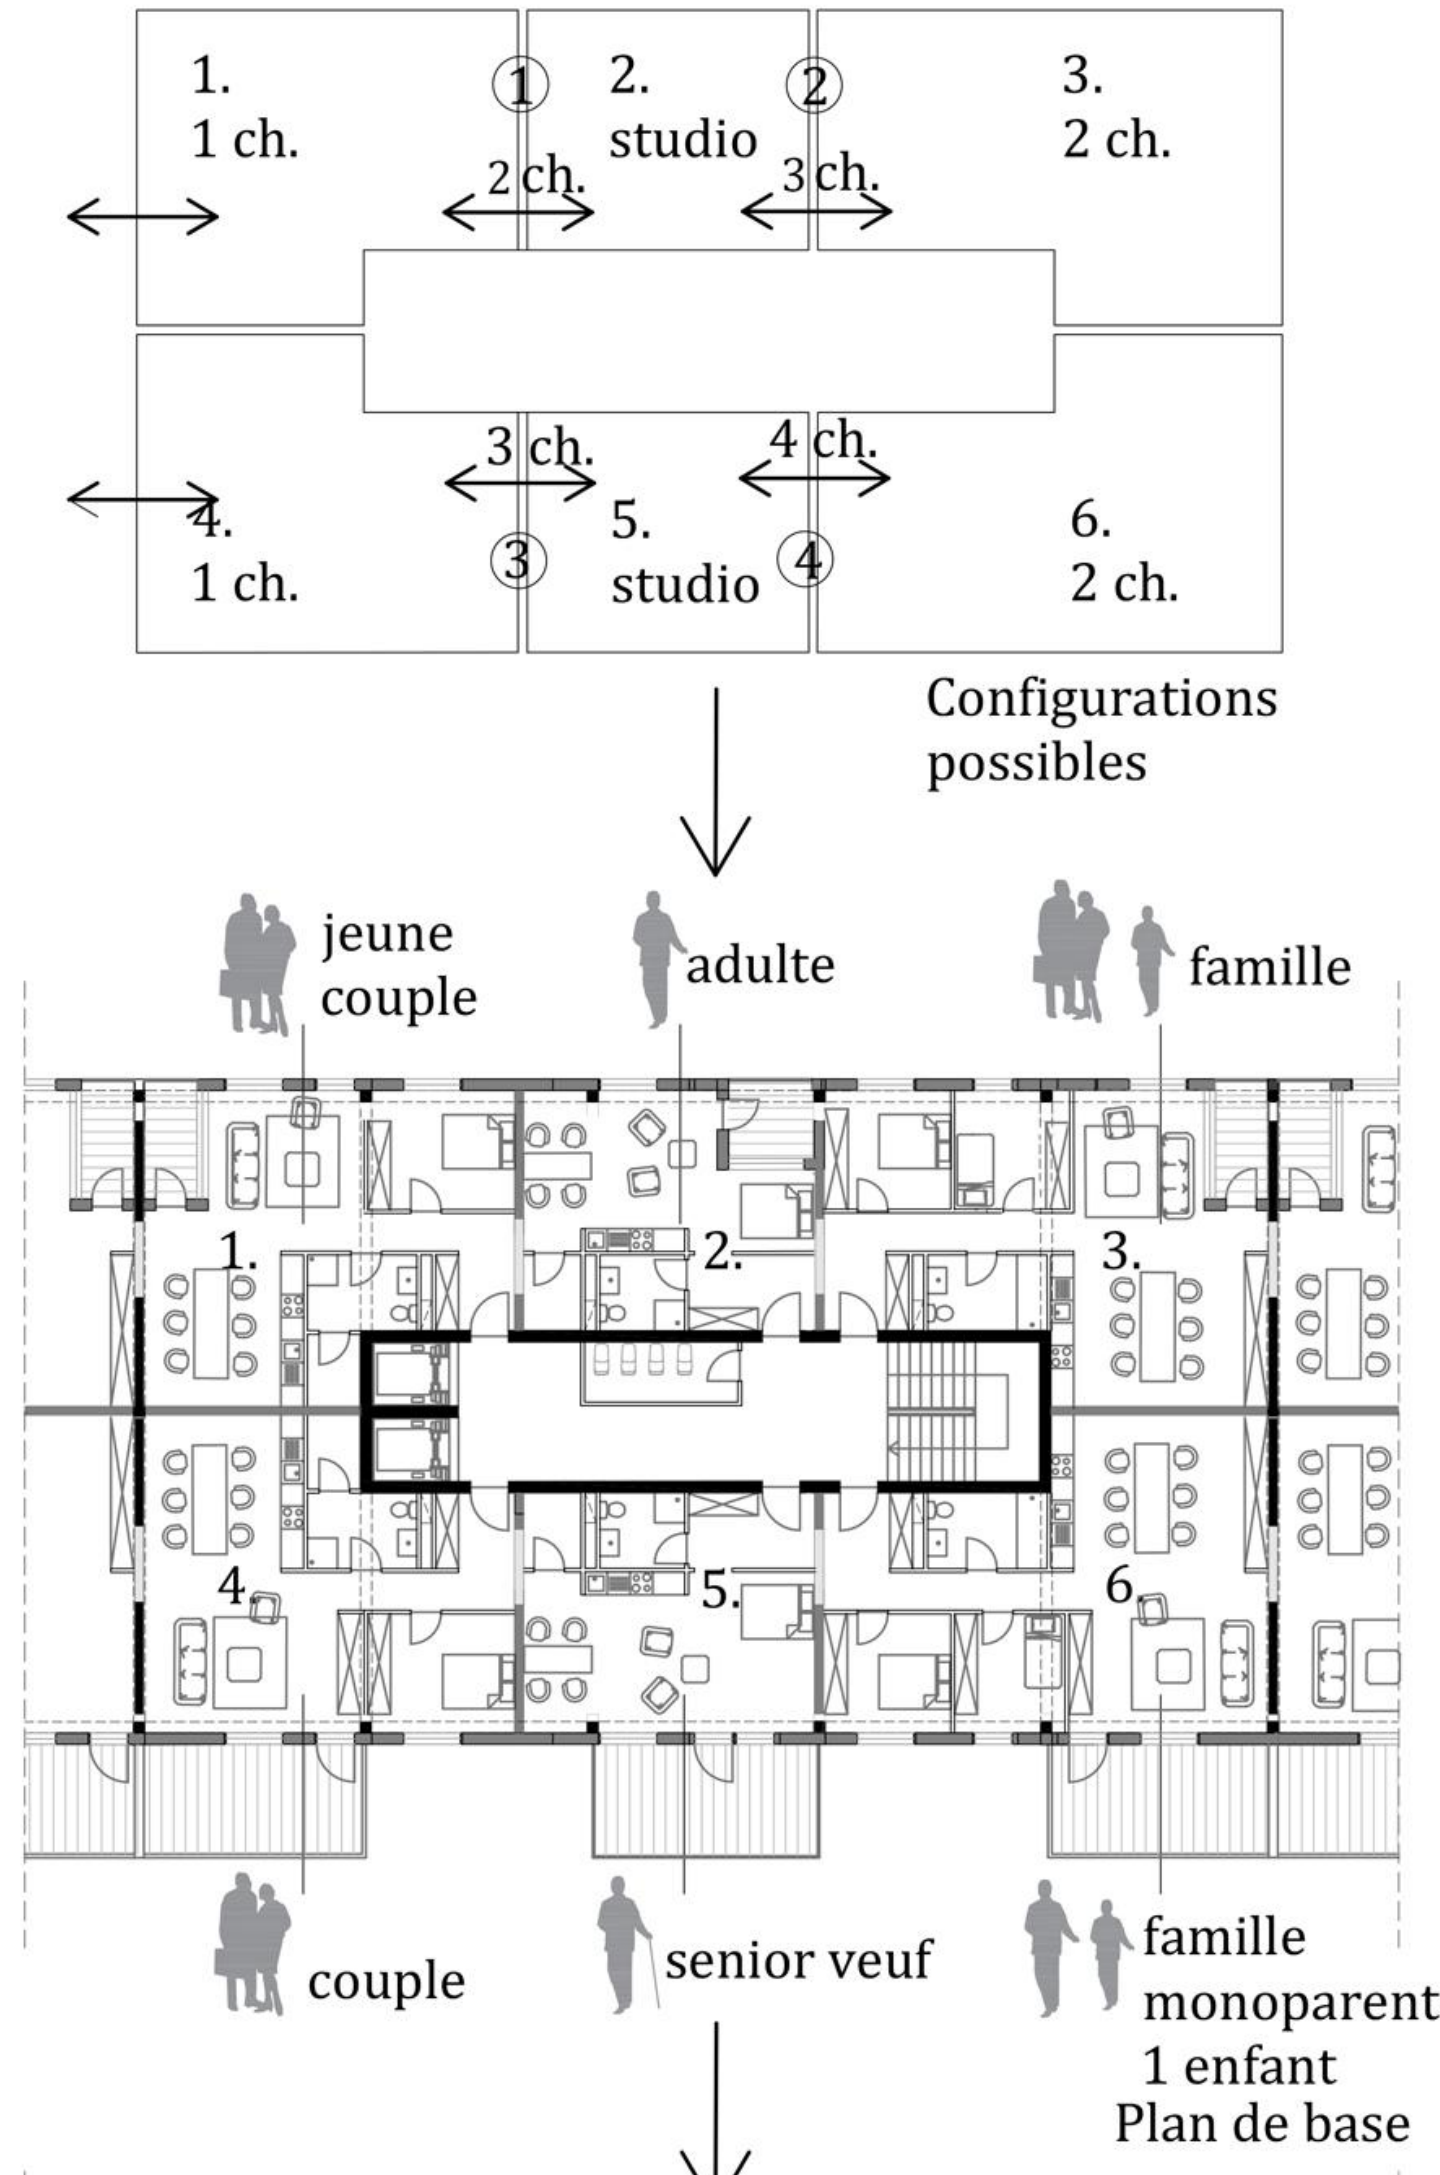 1.
1 ch.
1
2.
studio
2
3.
2 ch.
2 ch.
3 ch.
3 ch.
4 ch.
4.
1 ch.
3
5.
studio
4
6.
2 ch.
Configurations
possibles
jeune
couple
adulte
famille
1.
2.
3.
4
5.
6.
couple
senior veuf
famille
monoparent
1 enfant
Plan de base